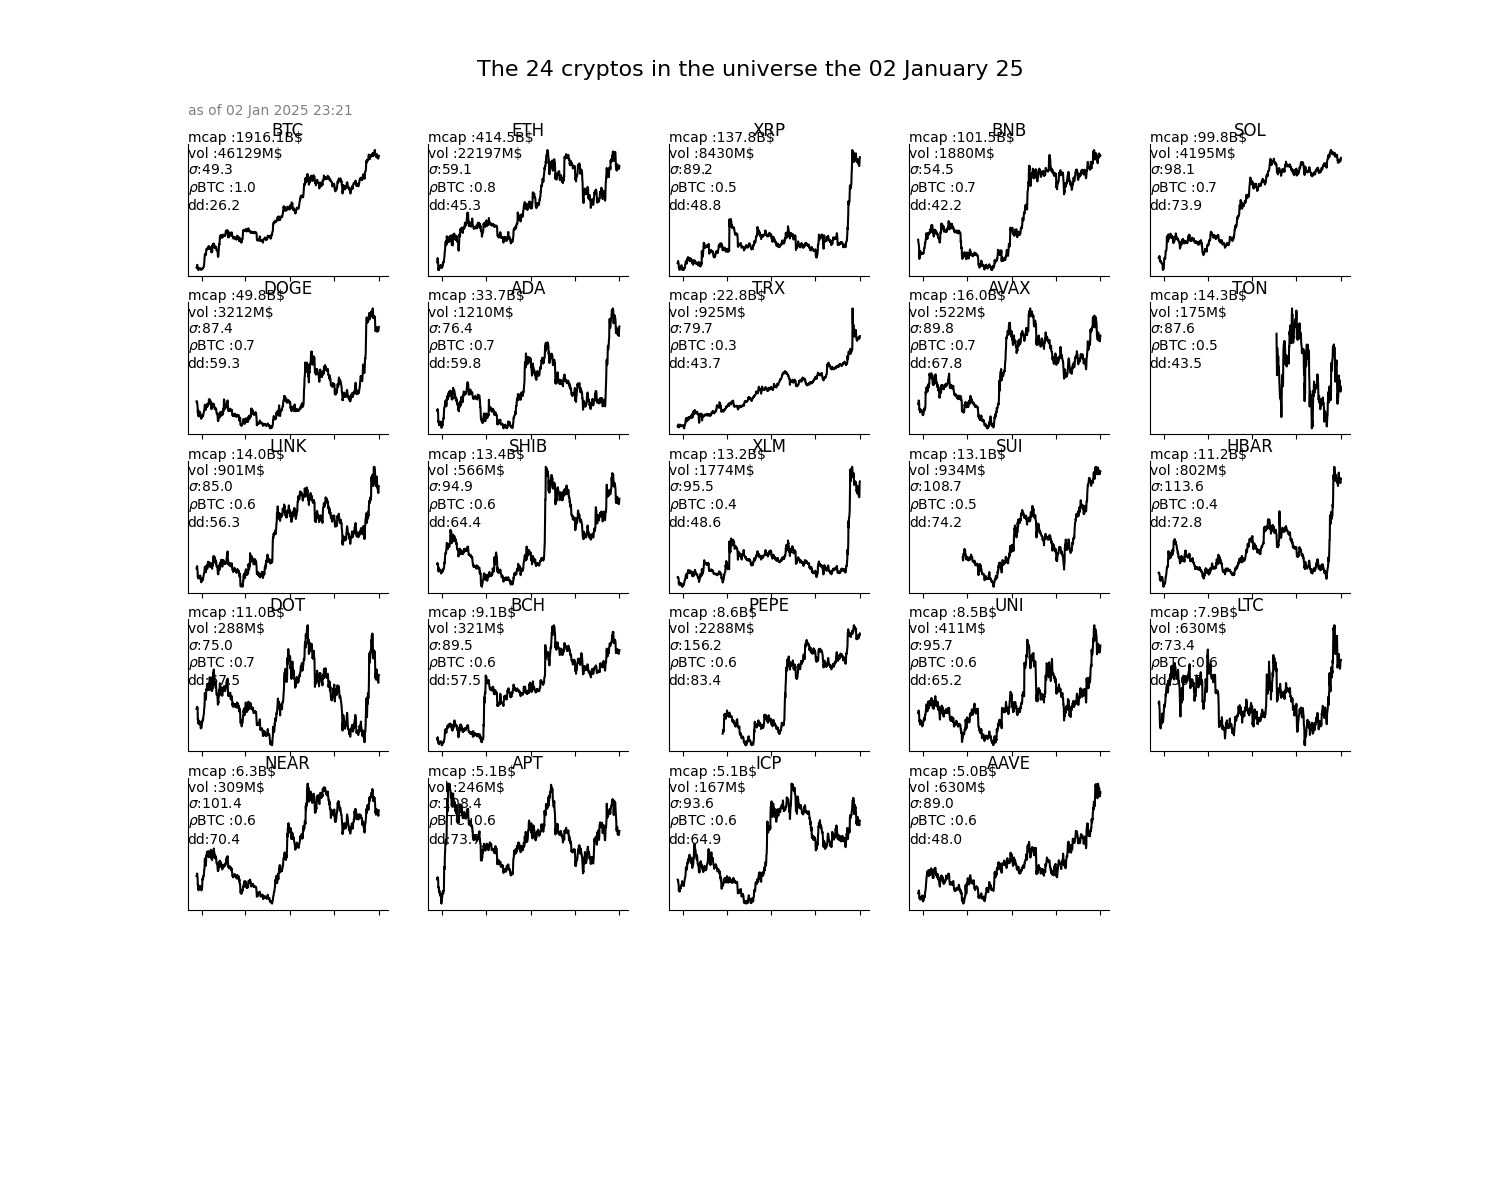 The 24 cryptos in the universe the 02 January 25
as of 02 Jan 2025 23:21
BTC
mcap :1916.1B$
vol :46129M$
σ:49.3
ρBTC :1.0
dd:26.2
ETH
mcap :414.5B$
vol :22197M$
σ:59.1
ρBTC :0.8
dd:45.3
XRP
mcap :137.8B$
vol :8430M$
σ:89.2
ρBTC :0.5
dd:48.8
BNB
mcap :101.5B$
vol :1880M$
σ:54.5
ρBTC :0.7
dd:42.2
SOL
mcap :99.8B$
vol :4195M$
σ:98.1
ρBTC :0.7
dd:73.9
DOGE
mcap :49.8B$
vol :3212M$
σ:87.4
ρBTC :0.7
dd:59.3
ADA
mcap :33.7B$
vol :1210M$
σ:76.4
ρBTC :0.7
dd:59.8
TRX
mcap :22.8B$
vol :925M$
σ:79.7
ρBTC :0.3
dd:43.7
AVAX
mcap :16.0B$
vol :522M$
σ:89.8
ρBTC :0.7
dd:67.8
TON
mcap :14.3B$
vol :175M$
σ:87.6
ρBTC :0.5
dd:43.5
LINK
mcap :14.0B$
vol :901M$
σ:85.0
ρBTC :0.6
dd:56.3
SHIB
mcap :13.4B$
vol :566M$
σ:94.9
ρBTC :0.6
dd:64.4
XLM
mcap :13.2B$
vol :1774M$
σ:95.5
ρBTC :0.4
dd:48.6
SUI
mcap :13.1B$
vol :934M$
σ:108.7
ρBTC :0.5
dd:74.2
HBAR
mcap :11.2B$
vol :802M$
σ:113.6
ρBTC :0.4
dd:72.8
DOT
mcap :11.0B$
vol :288M$
σ:75.0
ρBTC :0.7
BCH
mcap :9.1B$
vol :321M$
σ:89.5
ρBTC :0.6
dd:57.5
PEPE
mcap :8.6B$
vol :2288M$
σ:156.2
ρBTC :0.6
dd:83.4
UNI
mcap :8.5B$
vol :411M$
σ:95.7
ρBTC :0.6
dd:65.2
LTC
mcap :7.9B$
vol :630M$
σ:73.4
ρBTC :0.6
NEAR
mcap :6.3B$
vol :309M$
σ:101.4
ρBTC :0.6
dd:70.4
APT
mcap :5.1B$
vol :246M$
σ:108.4
ρBTC :0.6
ICP
mcap :5.1B$
vol :167M$
σ:93.6
ρBTC :0.6
dd:64.9
AAVE
mcap :5.0B$
vol :630M$
σ:89.0
ρBTC :0.6
dd:48.0